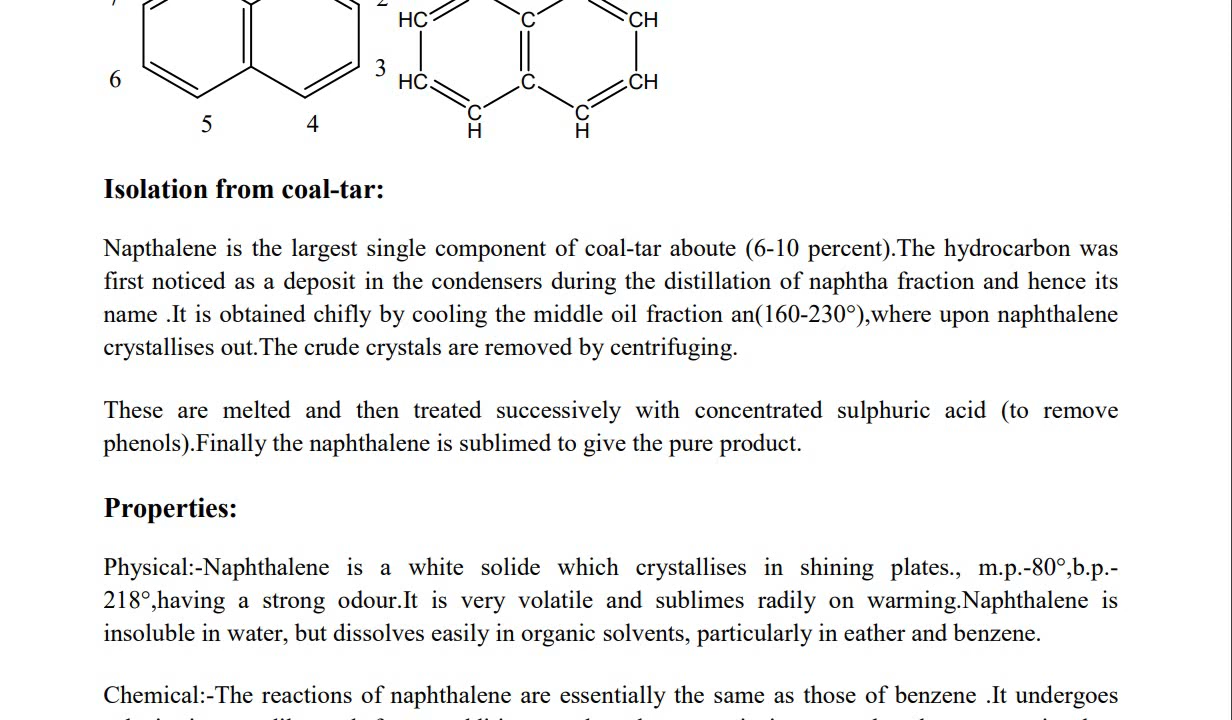 2
HC C CH
3
6 HC C CH
5 4 C C
H H
Isolation from coal-tar:
Napthalene is the largest single component of coal-tar aboute (6-10 percent).The hydrocarbon was
first noticed as a deposit in the condensers during the distillation of naphtha fraction and hence its
name .It is obtained chifly by cooling the middle oil fraction an(160-230°),where upon naphthalene
crystallises out.The crude crystals are removed by centrifuging.
These are melted and then treated successively with concentrated sulphuric acid (to remove
phenols).Finally the naphthalene is sublimed to give the pure product.
Properties:
Physical:-Naphthalene is a white solide which crystallises in shining plates., m.p.-80°,b.p.-
218°,having a strong odour.It is very volatile and sublimes radily on warming.Naphthalene is
insoluble in water, but dissolves easily in organic solvents, particularly in eather and benzene.
Chemical:-The reactions of naphthalene are essentially the same as those of benzene .It undergoes